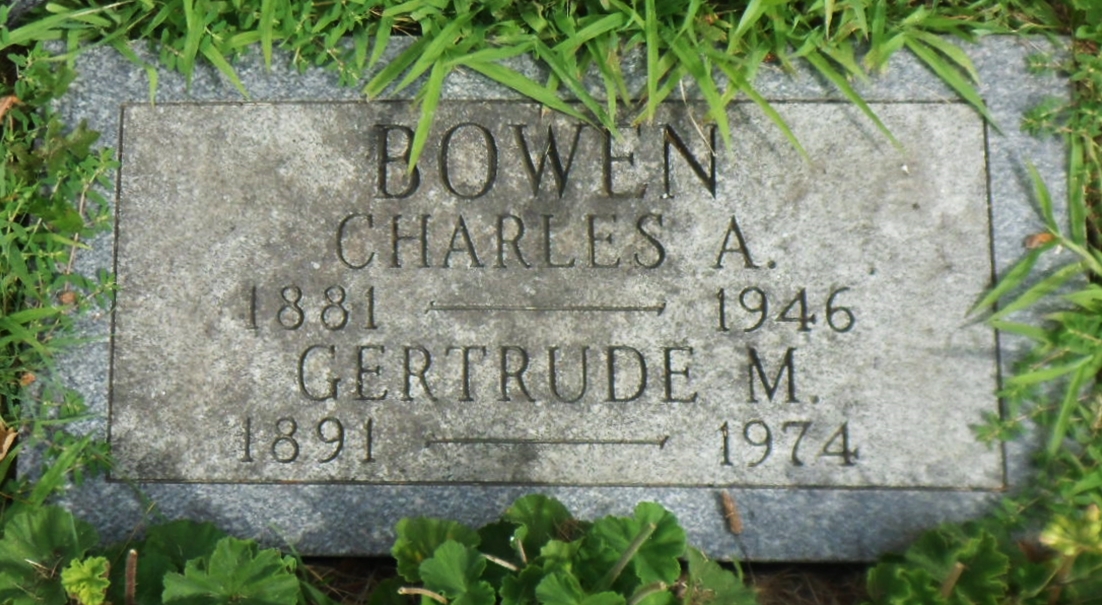 BOWEN
CHARLES A.
1881 — 1946
GERTRUDE M.
1891 — 1974